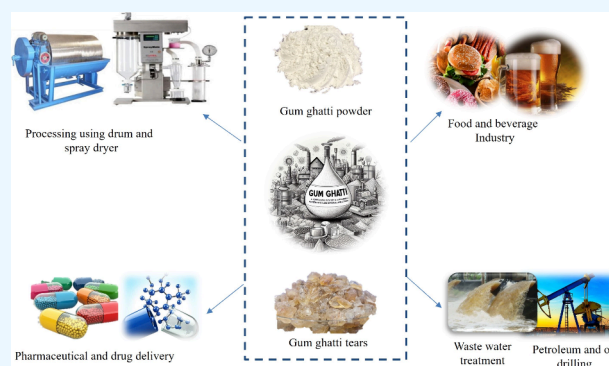 Gum ghatti powder
Processing using drum and
spray dryer
Food and beverage
Industry
GUM GHATTI
Pharmaceutical and drug delivery
Gum ghatti tears
Waste water
treatment
Petroleum and o
drilling